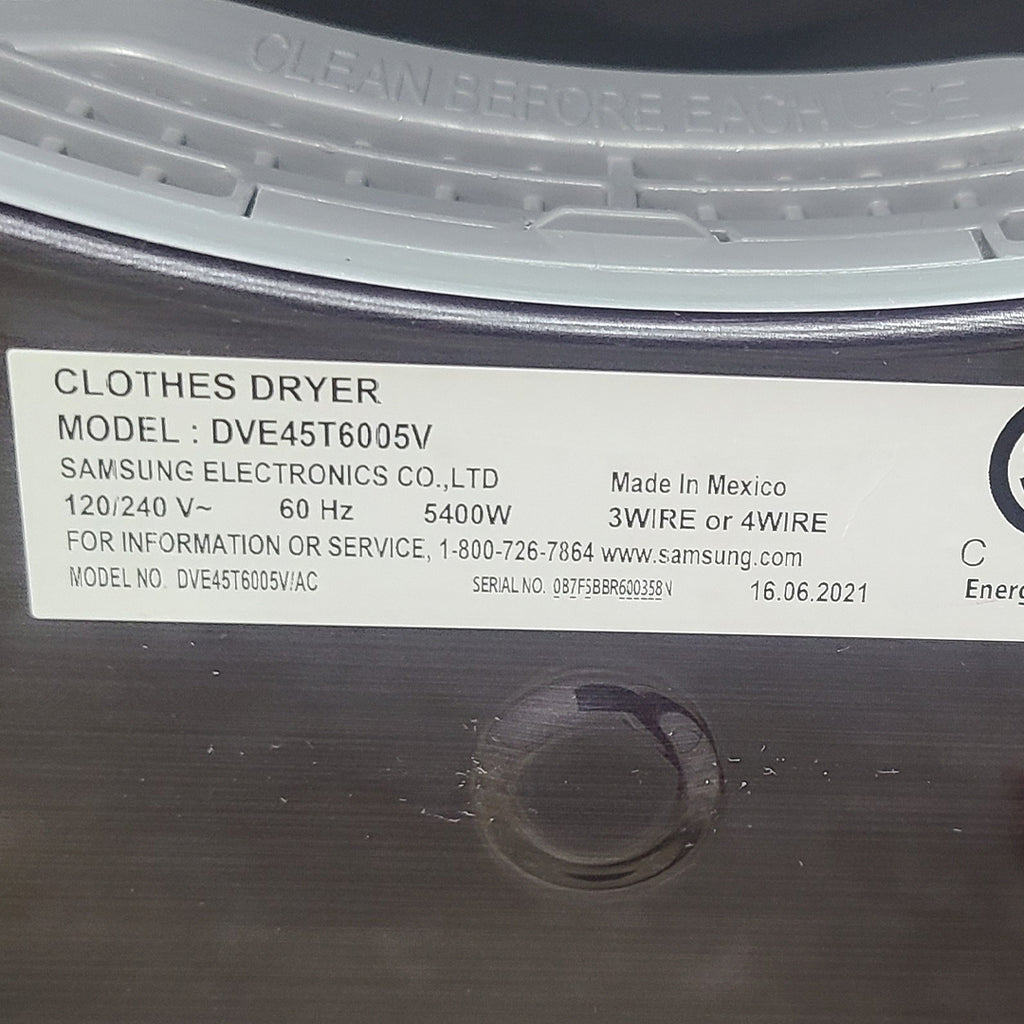 CLEAN BEFORE EACH USE
CLOTHES DRYER
MODEL : DVE45T6005V
SAMSUNG ELECTRONICS CO.,LTD
Made In Mexico
120/240 V~ 60 Hz 5400W
3WIRE or 4WIRE
FOR INFORMATION OR SERVICE, 1-800-726-7864 www.samsung.com
C
MODEL NO. DVE45T6005V/AC SERIAL NO. 0B7F5BBR600358V 16.06.2021